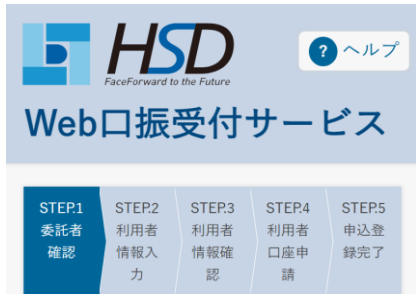 HSD
FaceForward to the Future
? ヘルプ
Web口振受付サービス
STEP.1
委託者
確認
STEP.2
利用者
情報入
力
STEP.3
利用者
情報確
認
STEP.4
利用者
口座申
請
STEP.5
申込登
録完了